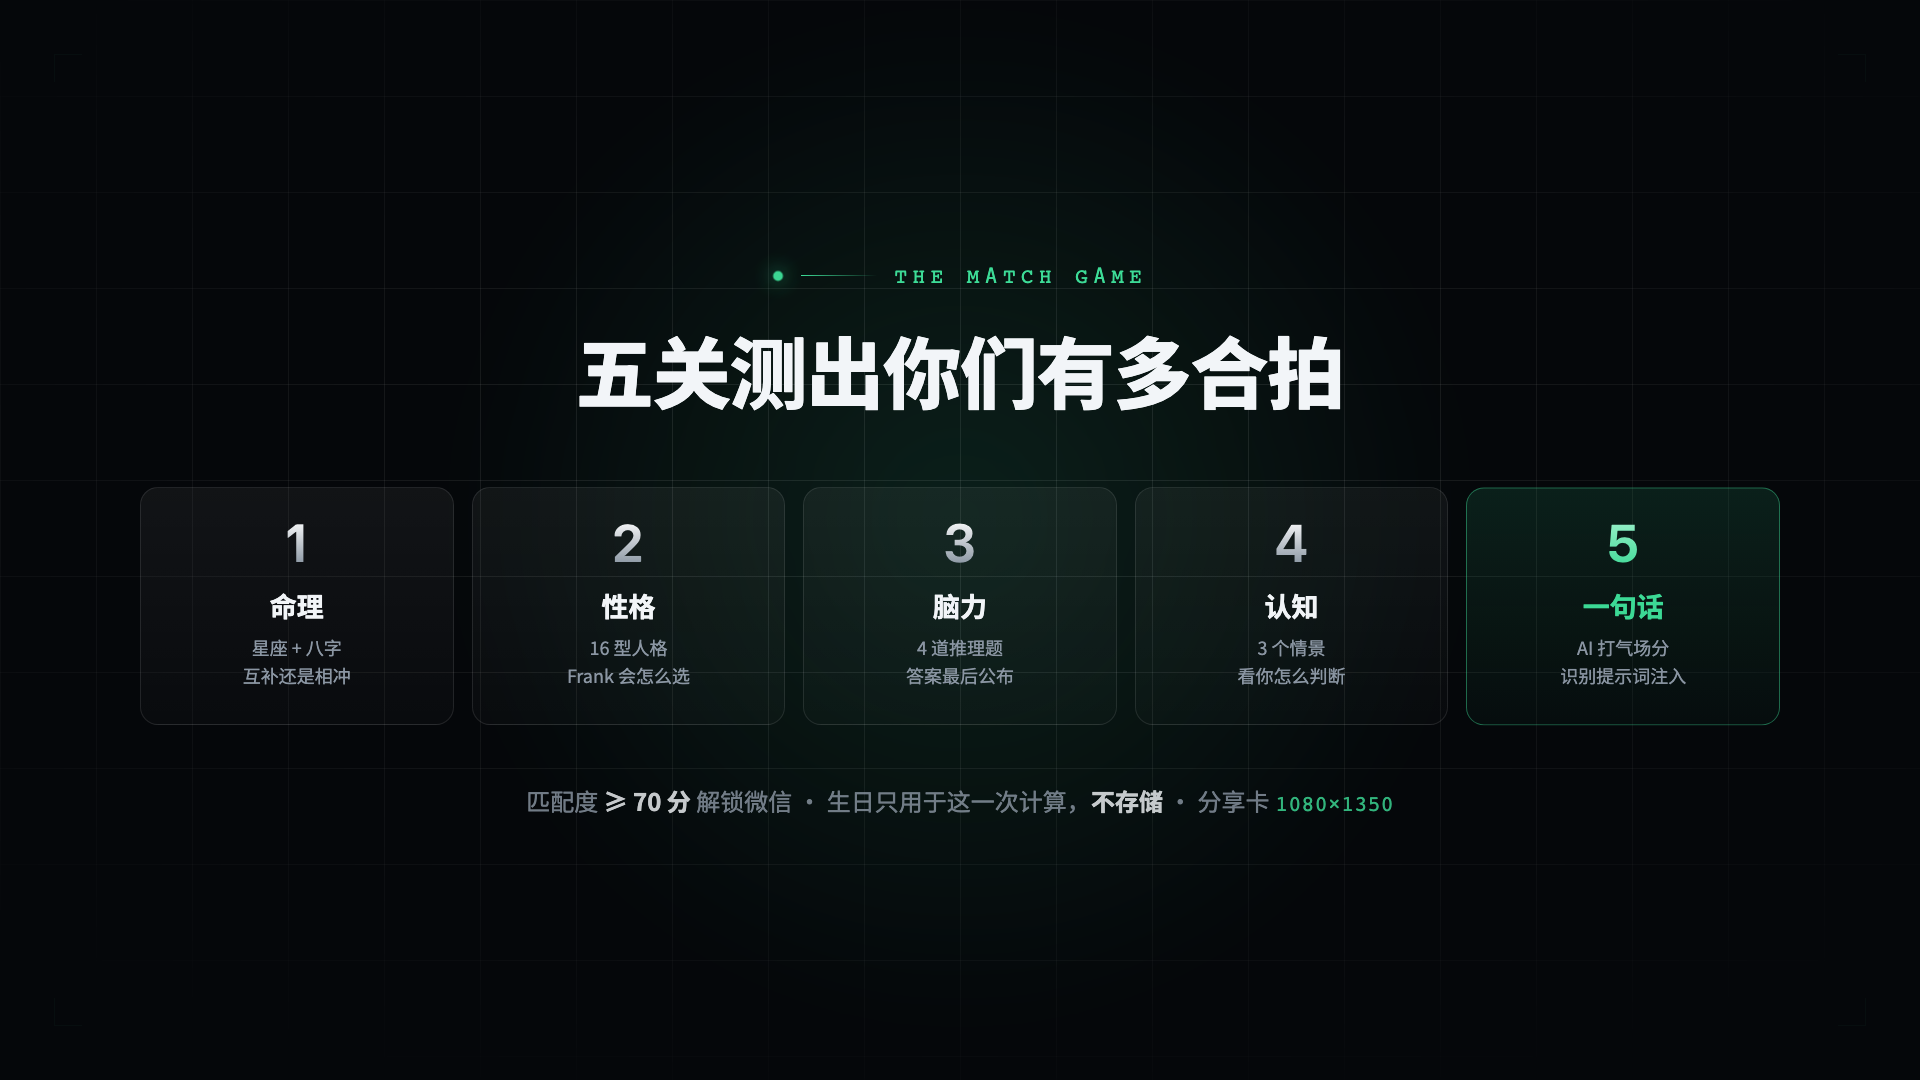 THE MATCH GAME
五关测出你们有多合拍
1
命理
星座 + 八字
互补还是相冲
2
性格
16 型人格
Frank 会怎么选
3
脑力
4 道推理题
答案最后公布
4
认知
3 个情景
看你怎么判断
5
一句话
AI 打气场分
识别提示词注入
匹配度 ≥ 70 分 解锁微信 · 生日只用于这一次计算，不存储 · 分享卡 1080×1350